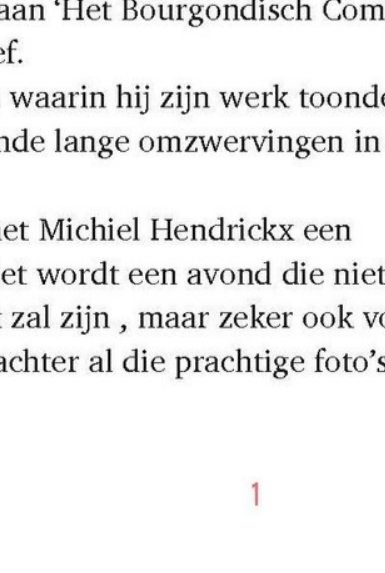 aan ‘Het Bourgondisch Com
ef.
waarin hij zijn werk toonde
nde lange omzwervingen in
et Michiel Hendrickx een
et wordt een avond die niet
zal zijn , maar zeker ook vo
achter al die prachtige foto’s
1